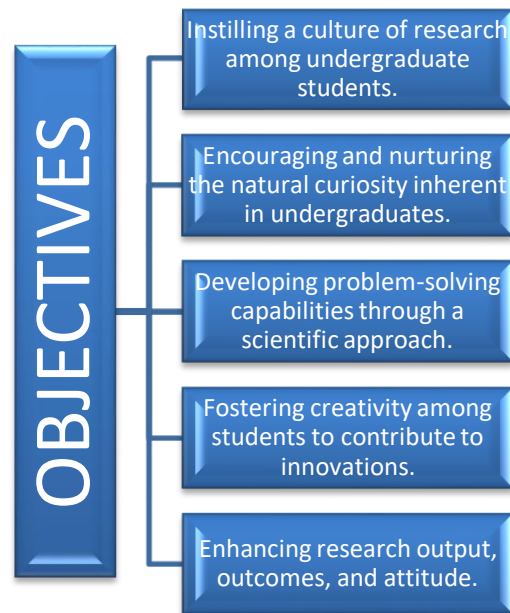 OBJECTIVES
Instilling a culture of research
among undergraduate
students.
Encouraging and nurturing
the natural curiosity inherent
in undergraduates.
Developing problem-solving
capabilities through a
scientific approach.
Fostering creativity among
students to contribute to
innovations.
Enhancing research output,
outcomes, and attitude.